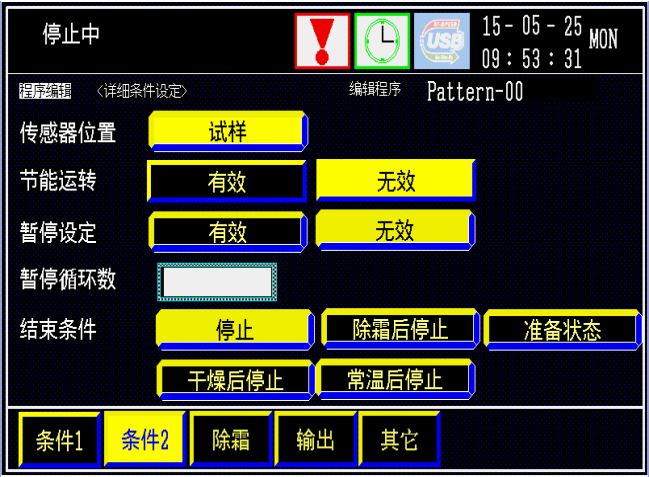 停止中
HI-SPEED
USB
15-05-25 MON
09:53:31
程序编辑 〈详细条件设定〉 编辑程序 Pattern-00
传感器位置 试样
节能运转 有效 无效
暂停设定 有效 无效
暂停循环数
结束条件 停止 除霜后停止 准备状态
干燥后停止 常温后停止
条件1 条件2 除霜 输出 其它